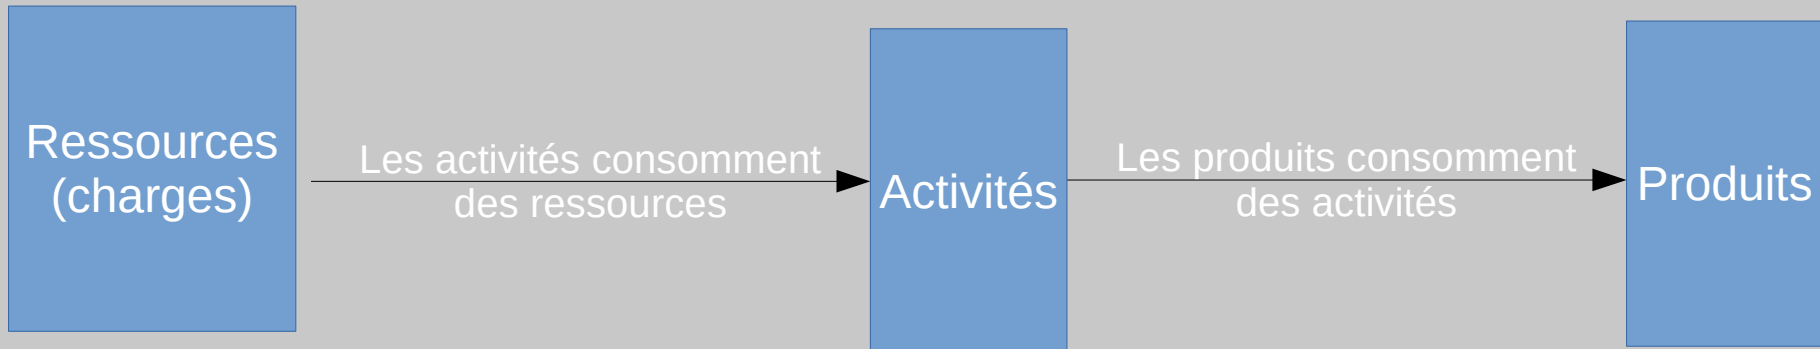 Ressources
(charges)
Les activités consomment
des ressources
Activités
Les produits consomment
des activités
Produits